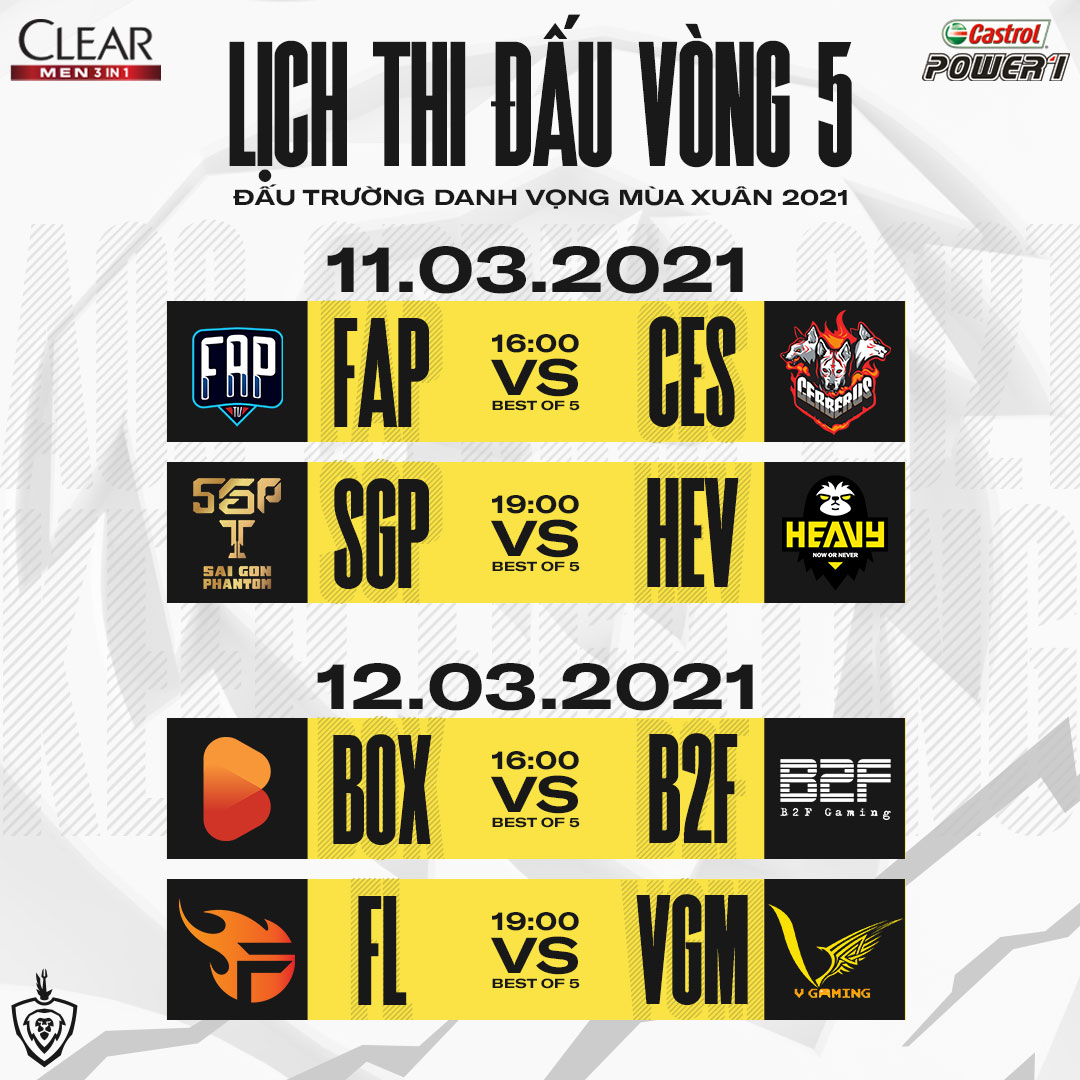 CLEAR
MEN 3 IN 1
Castrol
POWER1
LỊCH THI ĐẤU VÒNG 5
ĐẤU TRƯỜNG DANH VỌNG MÙA XUÂN 2021
11.03.2021
FAP
TV
FAP
16:00
VS
BEST OF 5
CES
CERBERUS
SGP
SAI GON
PHANTOM
SGP
19:00
VS
BEST OF 5
HEV
HEAVY
NOW OR NEVER
12.03.2021
BOX
16:00
VS
BEST OF 5
B2F
B2F
B2F Gaming
FL
19:00
VS
BEST OF 5
VGM
V GAMING